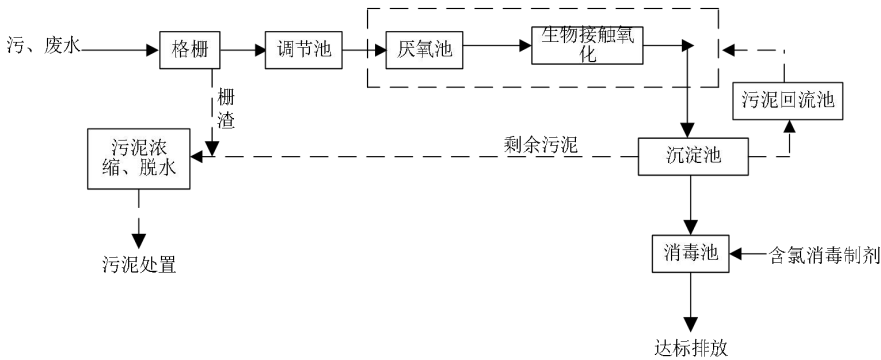 污、废水
格栅
调节池
厌氧池
生物接触氧
化
污泥回流池
栅
渣
污泥浓
缩、脱水
剩余污泥
沉淀池
污泥处置
消毒池
含氯消毒制剂
达标排放